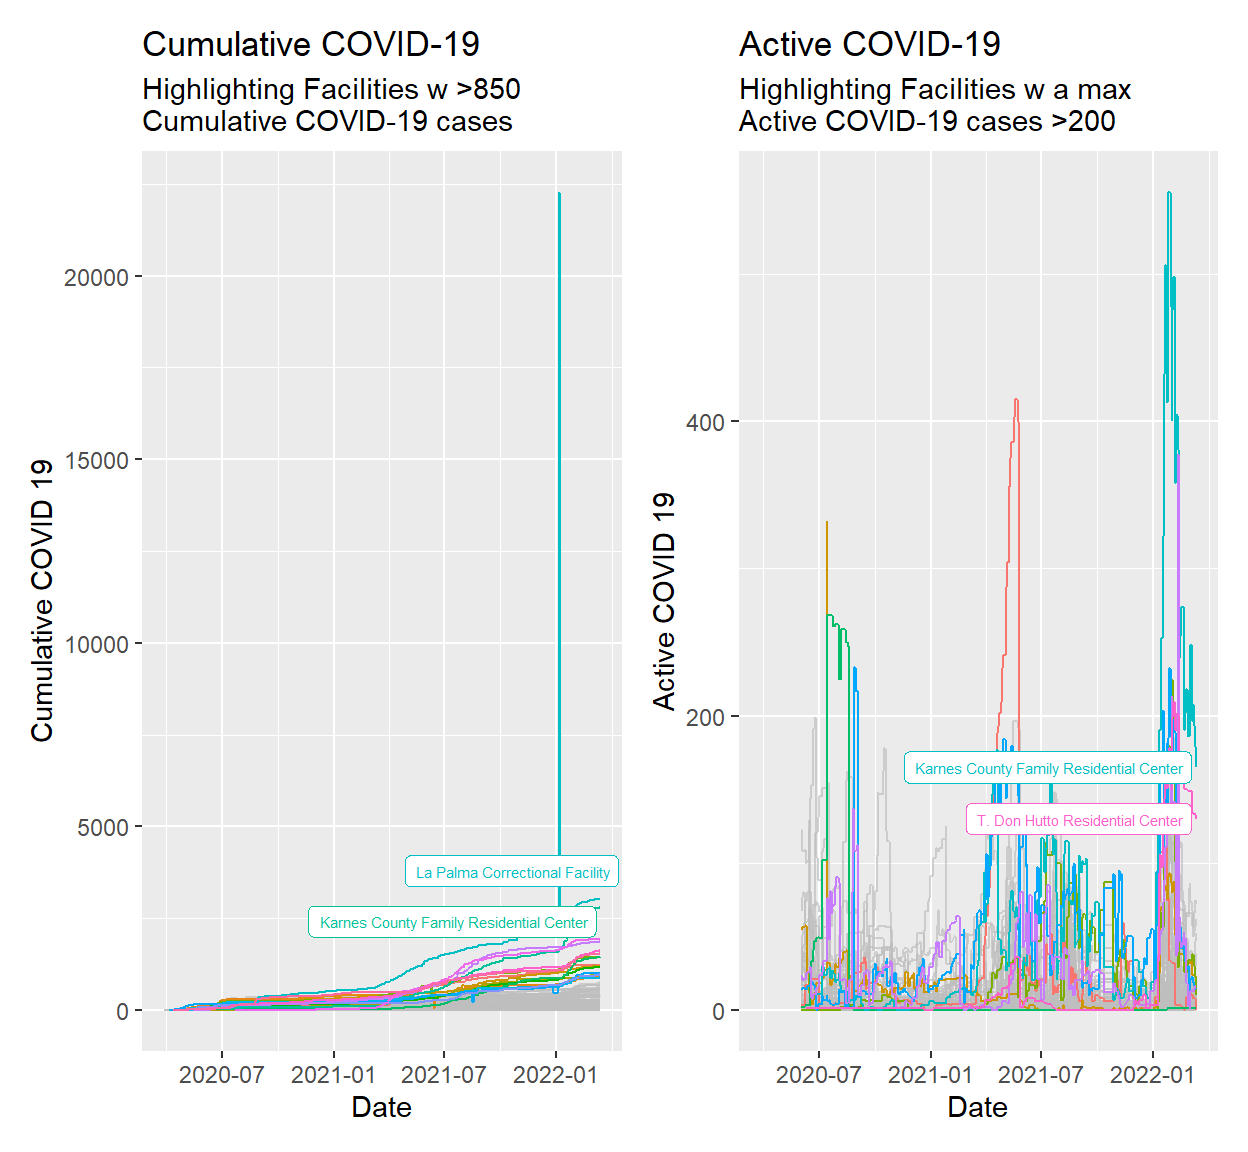 Cumulative COVID-19
Highlighting Facilities w >850
Cumulative COVID-19 cases
Cumulative COVID 19
20000
15000
10000
5000
0
La Palma Correctional Facility
Karnes County Family Residential Center
2020-07 2021-01 2021-07 2022-01
Date
Active COVID-19
Highlighting Facilities w a max
Active COVID-19 cases >200
Active COVID 19
400
200
0
Karnes County Family Residential Center
T. Don Hutto Residential Center
2020-07 2021-01 2021-07 2022-01
Date